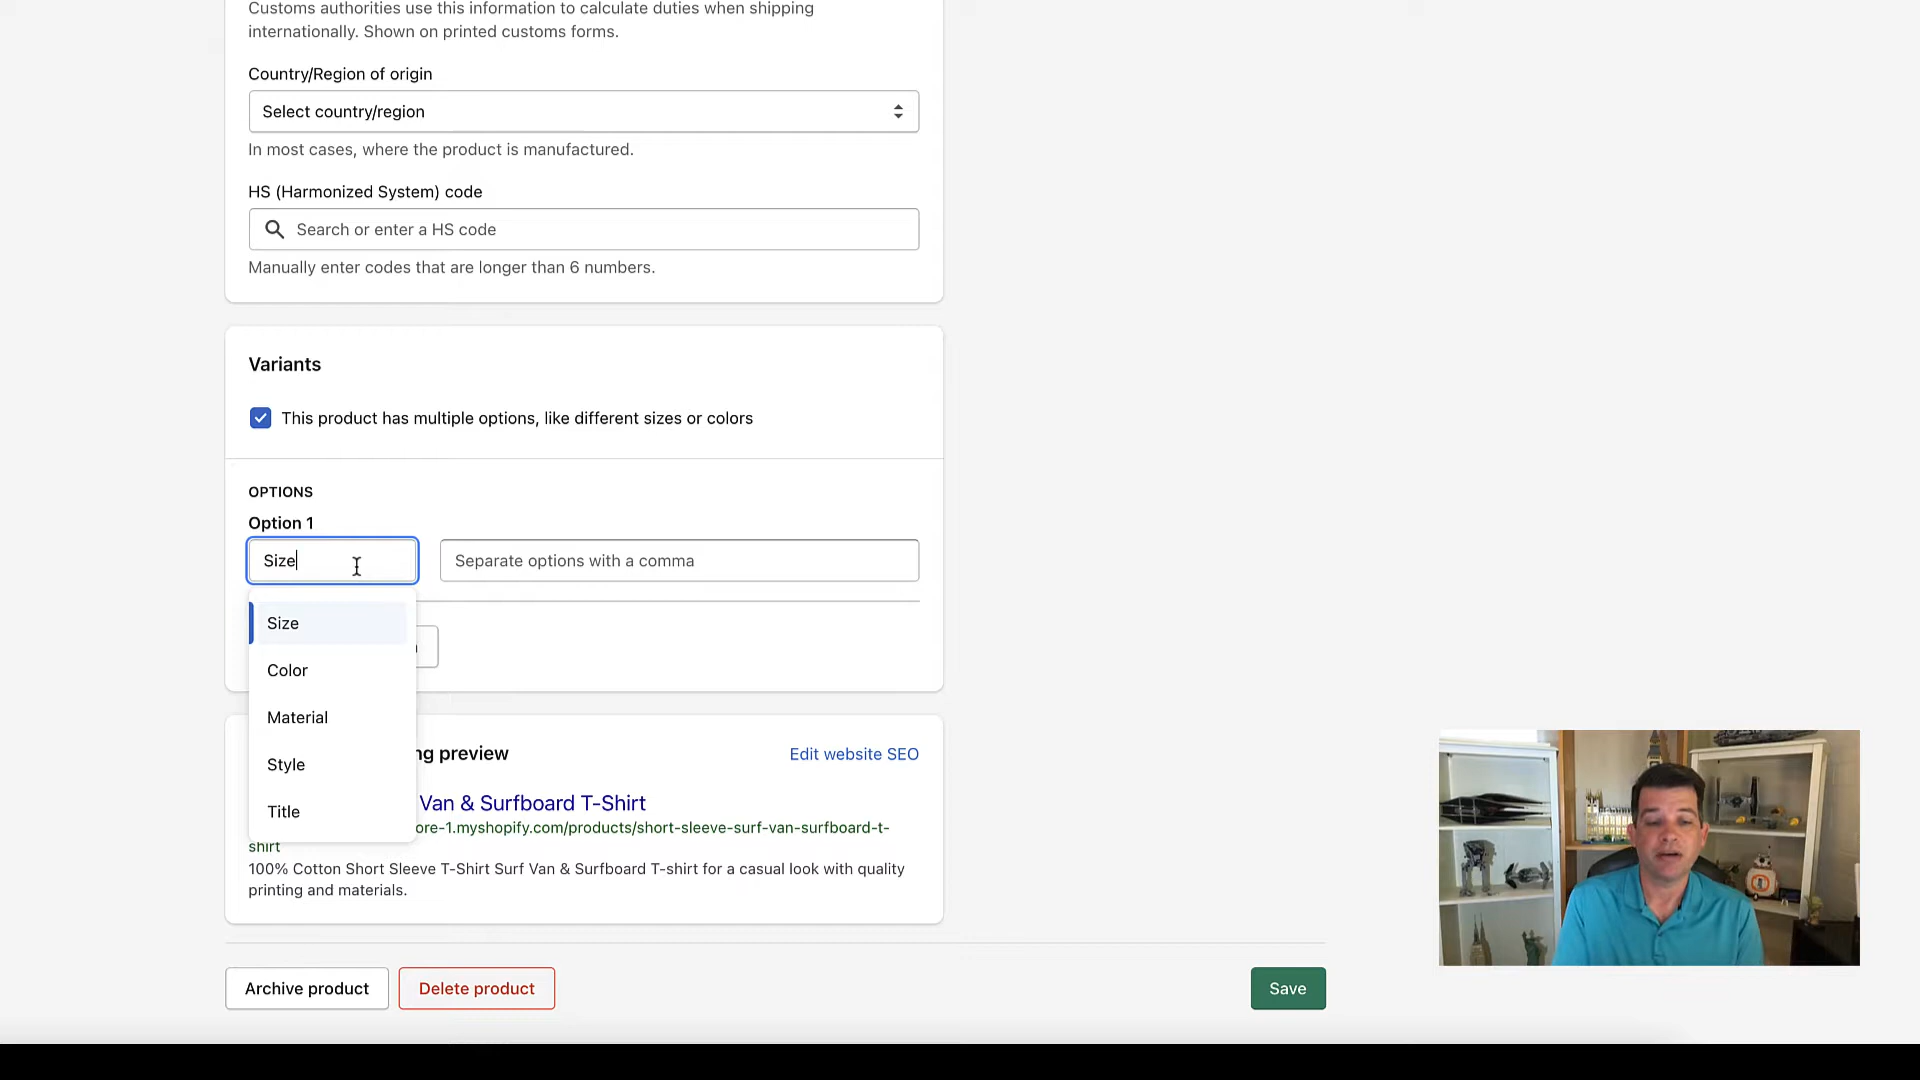 Customs authorities use this information to calculate duties when shipping
internationally. Shown on printed customs forms.
Country/Region of origin
Select country/region
In most cases, where the product is manufactured.
HS (Harmonized System) code
Search or enter a HS code
Manually enter codes that are longer than 6 numbers.
Variants
This product has multiple options, like different sizes or colors
OPTIONS
Option 1
Size
Separate options with a comma
Size
Color
Material
Style
Title
ng preview
Edit website SEO
Van & Surfboard T-Shirt
ore-1.myshopify.com/products/short-sleeve-surf-van-surfboard-t-
shirt
100% Cotton Short Sleeve T-Shirt Surf Van & Surfboard T-shirt for a casual look with quality
printing and materials.
Archive product
Delete product
Save